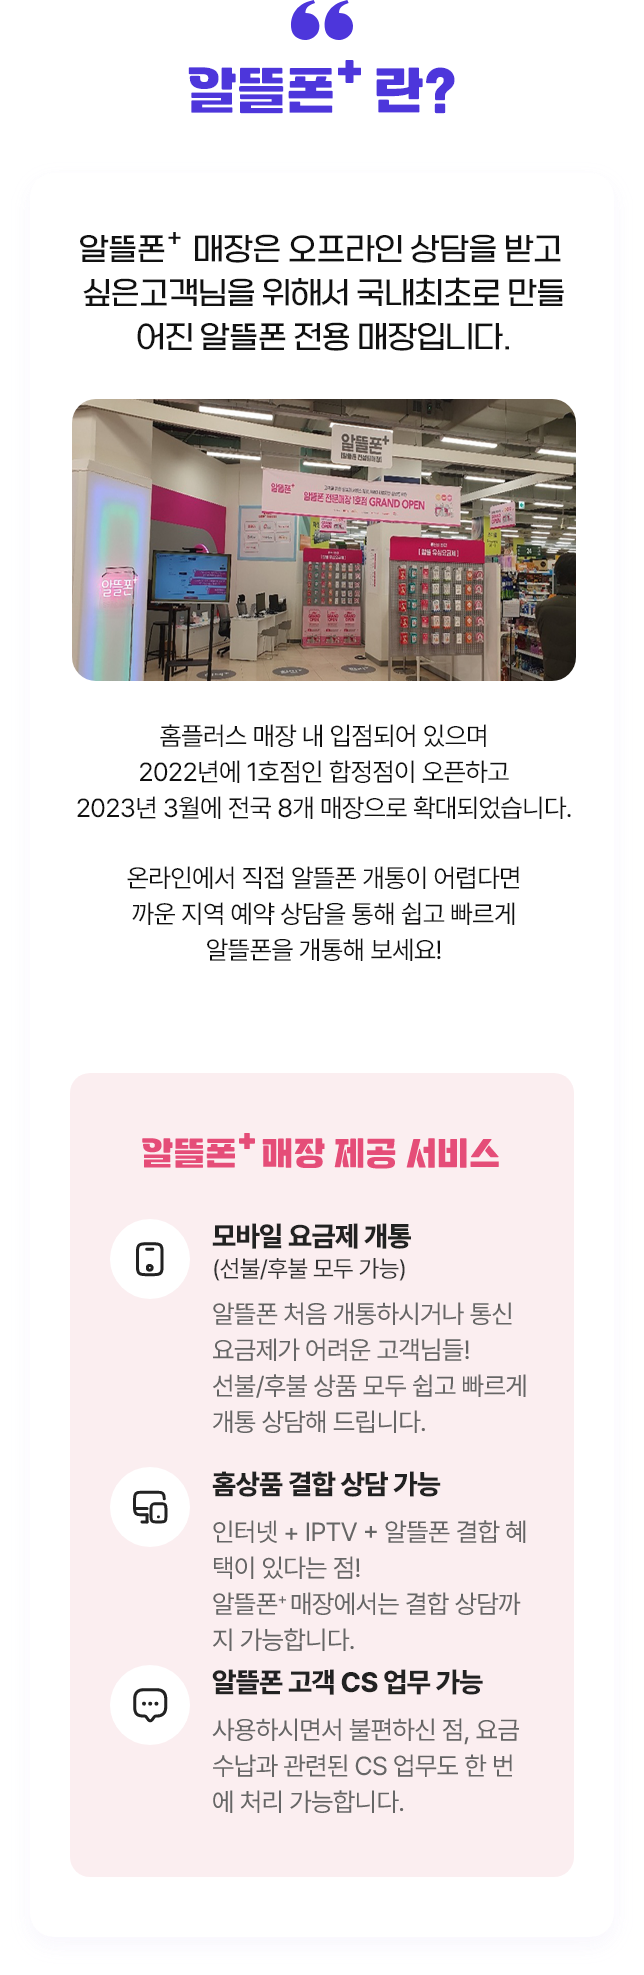 알뜰폰+ 란?
알뜰폰+ 매장은 오프라인 상담을 받고
싶은고객님을 위해서 국내최초로 만들
어진 알뜰폰 전용 매장입니다.
알뜰폰+
알뜰폰+
알뜰폰 전문매장 1호점 GRAND OPEN
알뜰폰+
홈플러스 매장 내 입점되어 있으며
2022년에 1호점인 합정점이 오픈하고
2023년 3월에 전국 8개 매장으로 확대되었습니다.
온라인에서 직접 알뜰폰 개통이 어렵다면
까운 지역 예약 상담을 통해 쉽고 빠르게
알뜰폰을 개통해 보세요!
알뜰폰+ 매장 제공 서비스
모바일 요금제 개통
(선불/후불 모두 가능)
알뜰폰 처음 개통하시거나 통신
요금제가 어려운 고객님들!
선불/후불 상품 모두 쉽고 빠르게
개통 상담해 드립니다.
홈상품 결합 상담 가능
인터넷 + IPTV + 알뜰폰 결합 혜
택이 있다는 점!
알뜰폰+ 매장에서는 결합 상담까
지 가능합니다.
알뜰폰 고객 CS 업무 가능
사용하시면서 불편하신 점, 요금
수납과 관련된 CS 업무도 한 번
에 처리 가능합니다.